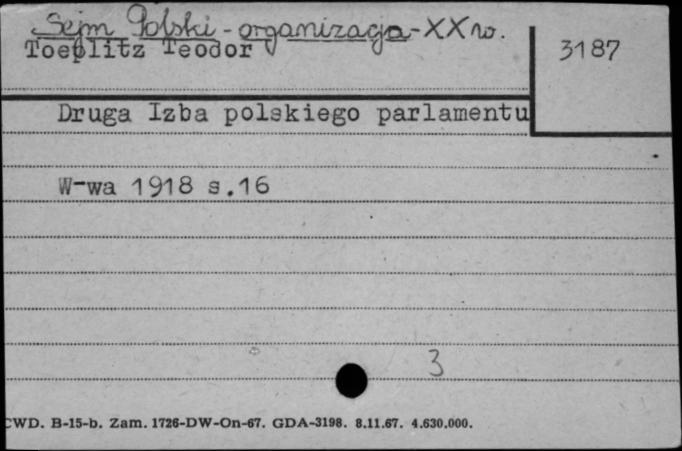 Sejm Polski - organizacja - XX w.
Toeplitz Teodor
3187
Druga Izba polskiego parlamentu
W-wa 1918 s.16
3
CWD. B-15-b. Zam. 1726-DW-On-67. GDA-3198. 8.11.67. 4.630.000.